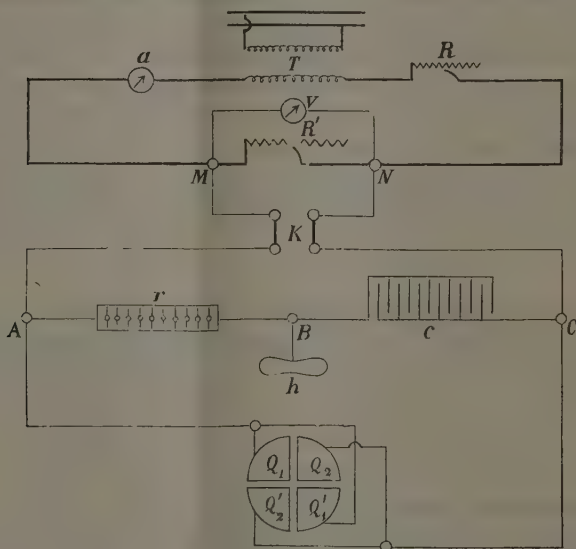 a T R
V
R'
M N
K
r
A B c C
h
Q₁ Q₂
Q'₂ Q'₁